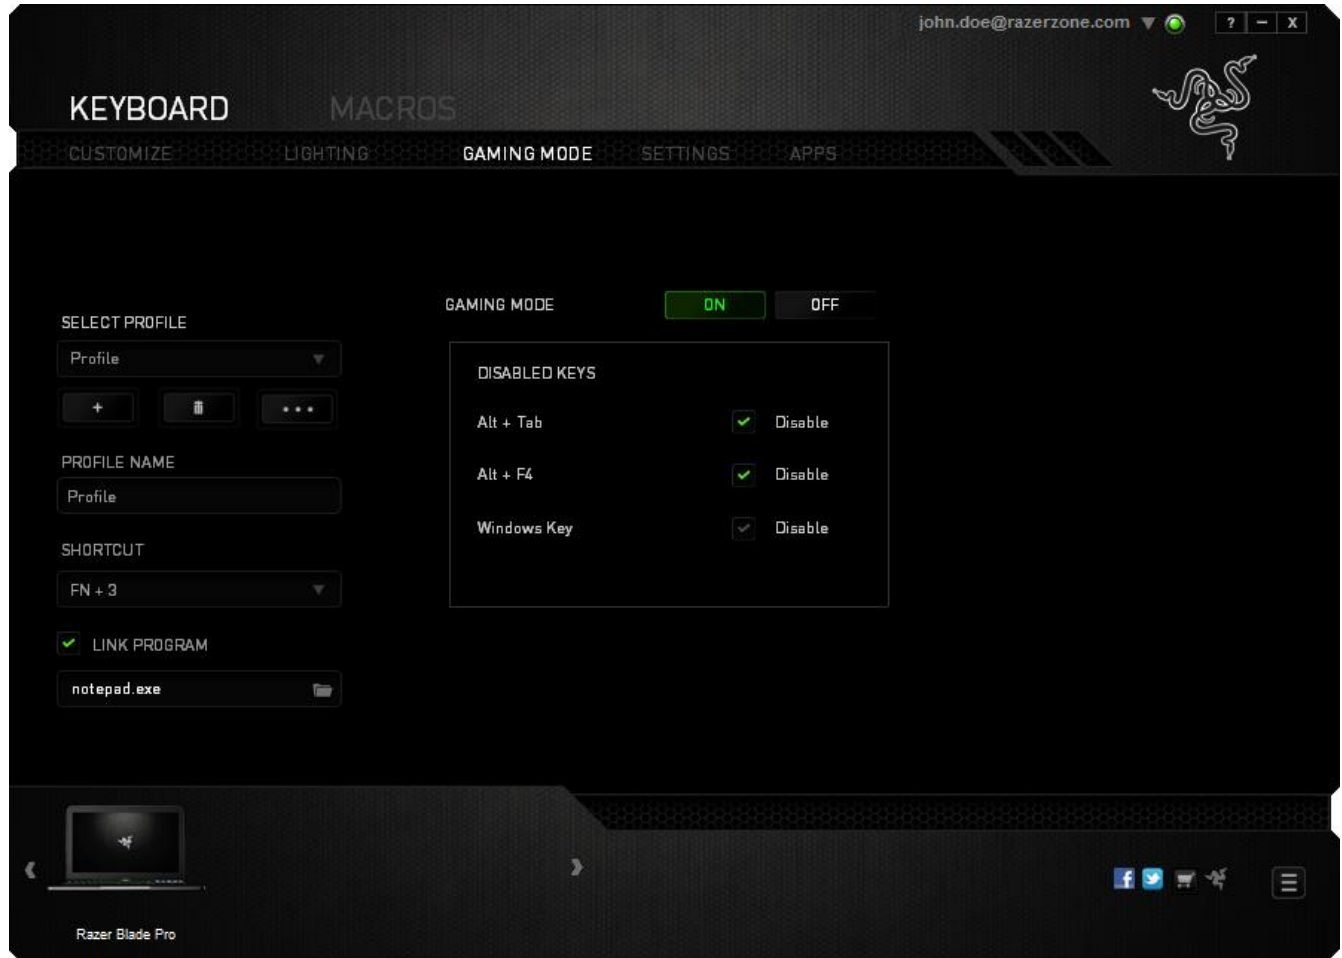 john.doe@razerzone.com
? – X
KEYBOARD MACROS
CUSTOMIZE LIGHTING GAMING MODE SETTINGS APPS
SELECT PROFILE
Profile
+ •••
PROFILE NAME
Profile
SHORTCUT
FN + 3
LINK PROGRAM
notepad.exe
GAMING MODE ON OFF
DISABLED KEYS
Alt + Tab Disable
Alt + F4 Disable
Windows Key Disable
Razer Blade Pro